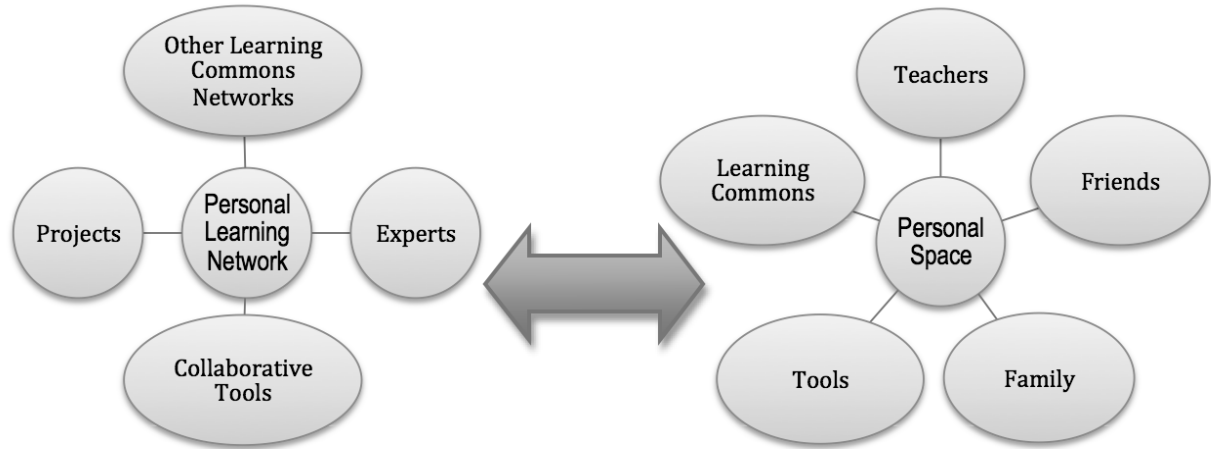 Other Learning
Commons
Networks
Projects
Personal
Learning
Network
Experts
Collaborative
Tools
Teachers
Learning
Commons
Friends
Personal
Space
Tools
Family